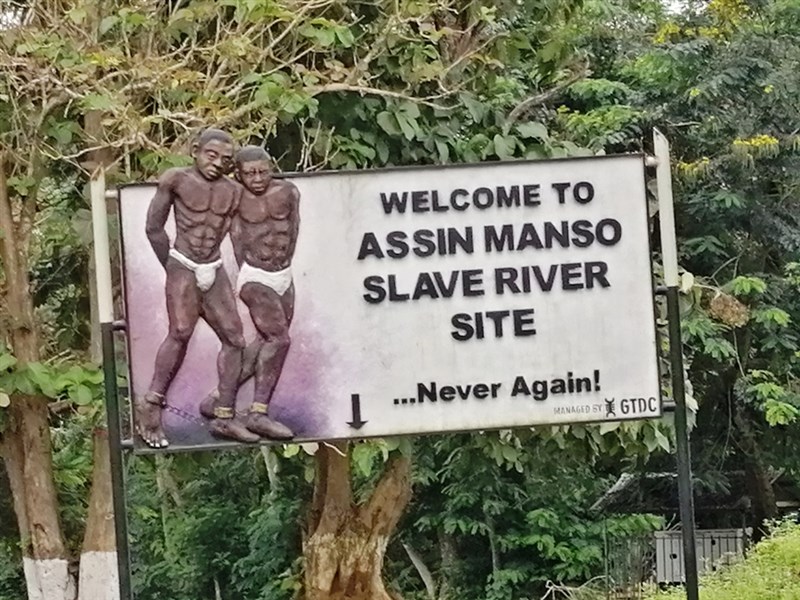 WELCOME TO
ASSIN MANSO
SLAVE RIVER
SITE
...Never Again!
MANAGED BY GTDC